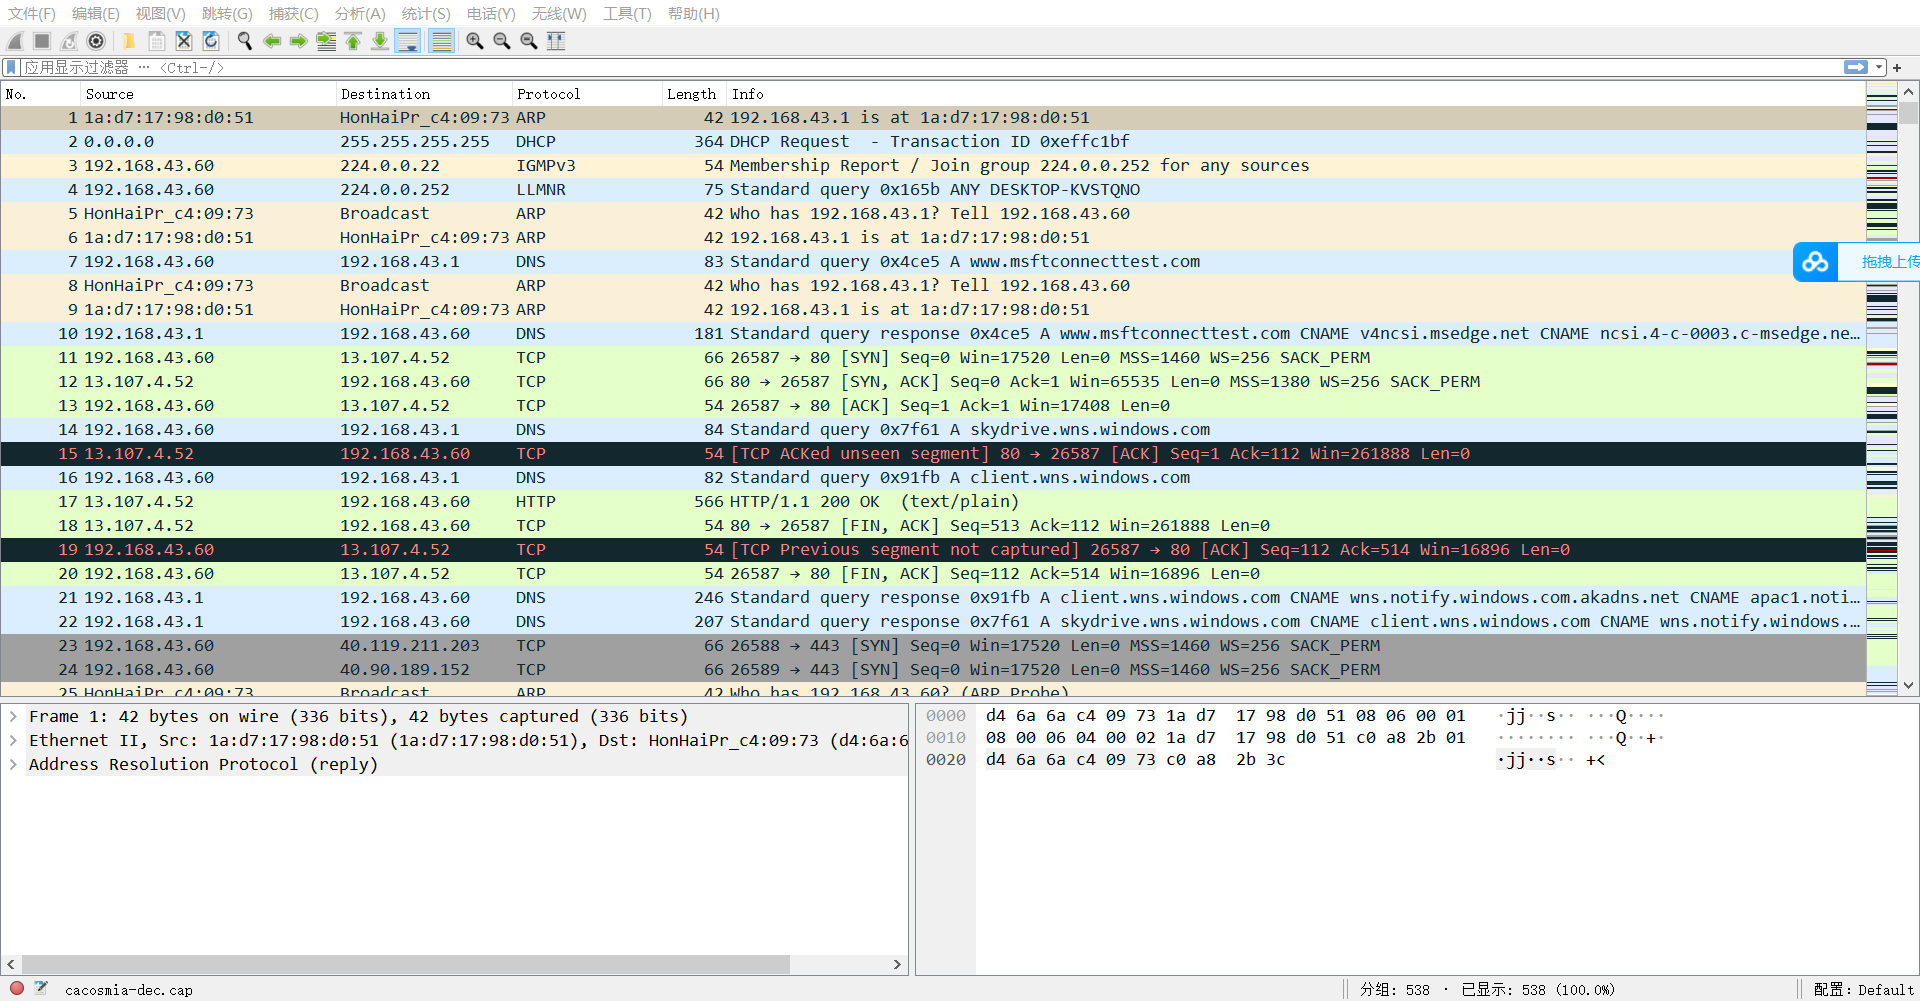 文件(F) 编辑(E) 视图(V) 跳转(G) 捕获(C) 分析(A) 统计(S) 电话(Y) 无线(W) 工具(T) 帮助(H)
应用显示过滤器 … <Ctrl-/>
No. Source Destination Protocol Length Info
1 1a:d7:17:98:d0:51 HonHaiPr_c4:09:73 ARP 42 192.168.43.1 is at 1a:d7:17:98:d0:51
2 0.0.0.0 255.255.255.255 DHCP 364 DHCP Request - Transaction ID 0xeffc1bf
3 192.168.43.60 224.0.0.22 IGMPv3 54 Membership Report / Join group 224.0.0.252 for any sources
4 192.168.43.60 224.0.0.252 LLMNR 75 Standard query 0x165b ANY DESKTOP-KVSTQNO
5 HonHaiPr_c4:09:73 Broadcast ARP 42 Who has 192.168.43.1? Tell 192.168.43.60
6 1a:d7:17:98:d0:51 HonHaiPr_c4:09:73 ARP 42 192.168.43.1 is at 1a:d7:17:98:d0:51
7 192.168.43.60 192.168.43.1 DNS 83 Standard query 0x4ce5 A www.msftconnecttest.com
拖拽上传
8 HonHaiPr_c4:09:73 Broadcast ARP 42 Who has 192.168.43.1? Tell 192.168.43.60
9 1a:d7:17:98:d0:51 HonHaiPr_c4:09:73 ARP 42 192.168.43.1 is at 1a:d7:17:98:d0:51
10 192.168.43.1 192.168.43.60 DNS 181 Standard query response 0x4ce5 A www.msftconnecttest.com CNAME v4ncsi.msedge.net CNAME ncsi.4-c-0003.c-msedge.ne…
11 192.168.43.60 13.107.4.52 TCP 66 26587 → 80 [SYN] Seq=0 Win=17520 Len=0 MSS=1460 WS=256 SACK_PERM
12 13.107.4.52 192.168.43.60 TCP 66 80 → 26587 [SYN, ACK] Seq=0 Ack=1 Win=65535 Len=0 MSS=1380 WS=256 SACK_PERM
13 192.168.43.60 13.107.4.52 TCP 54 26587 → 80 [ACK] Seq=1 Ack=1 Win=17408 Len=0
14 192.168.43.60 192.168.43.1 DNS 84 Standard query 0x7f61 A skydrive.wns.windows.com
15 13.107.4.52 192.168.43.60 TCP 54 [TCP ACKed unseen segment] 80 → 26587 [ACK] Seq=1 Ack=112 Win=261888 Len=0
16 192.168.43.60 192.168.43.1 DNS 82 Standard query 0x91fb A client.wns.windows.com
17 13.107.4.52 192.168.43.60 HTTP 566 HTTP/1.1 200 OK (text/plain)
18 13.107.4.52 192.168.43.60 TCP 54 80 → 26587 [FIN, ACK] Seq=513 Ack=112 Win=261888 Len=0
19 192.168.43.60 13.107.4.52 TCP 54 [TCP Previous segment not captured] 26587 → 80 [ACK] Seq=112 Ack=514 Win=16896 Len=0
20 192.168.43.60 13.107.4.52 TCP 54 26587 → 80 [FIN, ACK] Seq=112 Ack=514 Win=16896 Len=0
21 192.168.43.1 192.168.43.60 DNS 246 Standard query response 0x91fb A client.wns.windows.com CNAME wns.notify.windows.com.akadns.net CNAME apac1.noti…
22 192.168.43.1 192.168.43.60 DNS 207 Standard query response 0x7f61 A skydrive.wns.windows.com CNAME client.wns.windows.com CNAME wns.notify.windows.…
23 192.168.43.60 40.119.211.203 TCP 66 26588 → 443 [SYN] Seq=0 Win=17520 Len=0 MSS=1460 WS=256 SACK_PERM
24 192.168.43.60 40.90.189.152 TCP 66 26589 → 443 [SYN] Seq=0 Win=17520 Len=0 MSS=1460 WS=256 SACK_PERM
25 HonHaiPr_c4:09:73 Broadcast ARP 42 Who has 192.168.43.60? (ARP Probe)
Frame 1: 42 bytes on wire (336 bits), 42 bytes captured (336 bits)
Ethernet II, Src: 1a:d7:17:98:d0:51 (1a:d7:17:98:d0:51), Dst: HonHaiPr_c4:09:73 (d4:6a:6
Address Resolution Protocol (reply)
0000 d4 6a 6a c4 09 73 1a d7 17 98 d0 51 08 06 00 01 ·jj··s·· ···Q····
0010 08 00 06 04 00 02 1a d7 17 98 d0 51 c0 a8 2b 01 ········ ···Q··+·
0020 d4 6a 6a c4 09 73 c0 a8 2b 3c ·jj··s·· +<
cacosmia-dec.cap 分组: 538 · 已显示: 538 (100.0%) 配置: Default